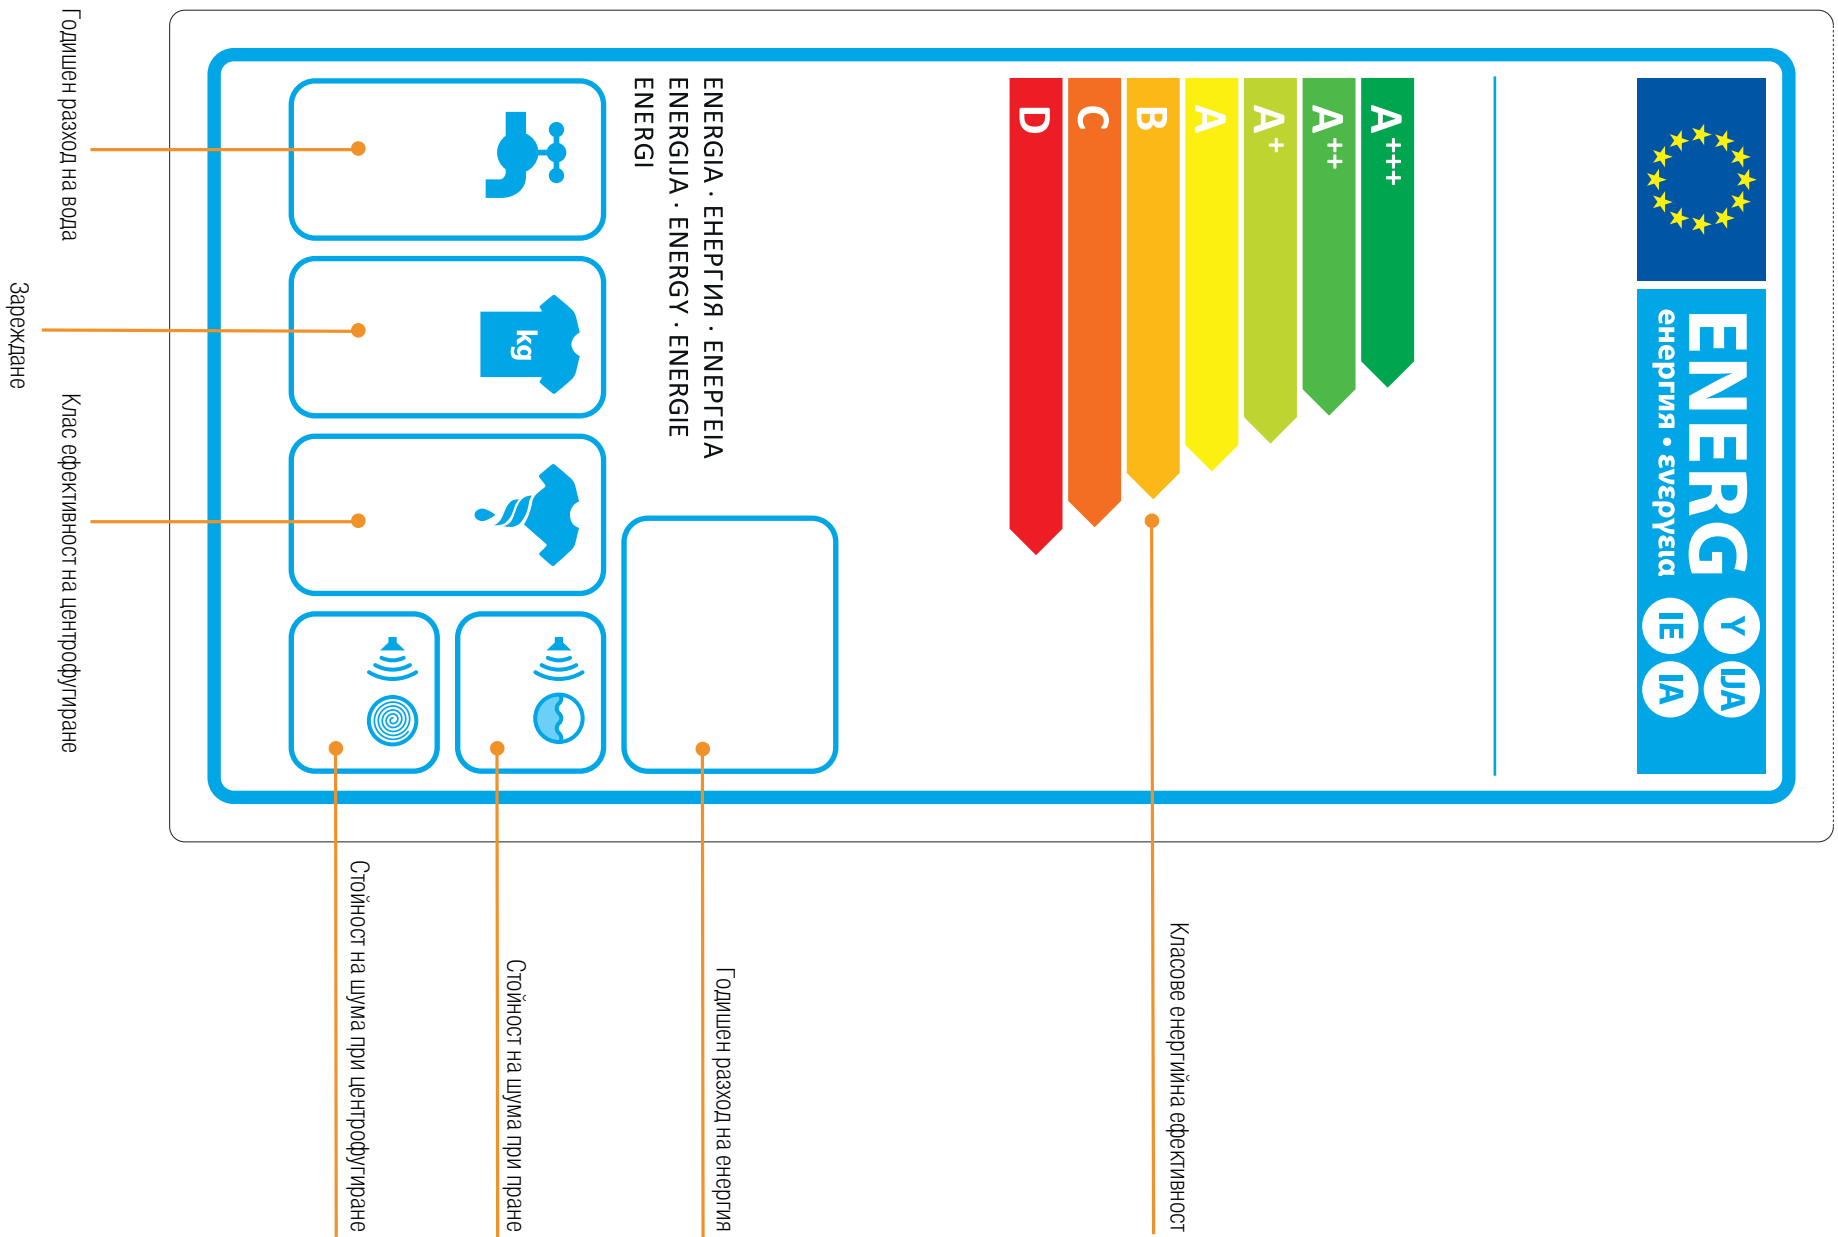 ENERG
енергия • ενεργεια
Y IJA
IE IA
A+++
A++
A+
A
B
C
D
ENERGIA · ЕНЕРГИЯ · ΕΝΕΡΓΕΙΑ
ENERGIJA · ENERGY · ENERGIE
ENERGI
kg
Класове енергийна ефективност
Годишен разход на енергия
Стойност на шума при пране
Стойност на шума при центрофугиране
Годишен разход на вода
Зареждане
Клас ефективност на центрофугиране